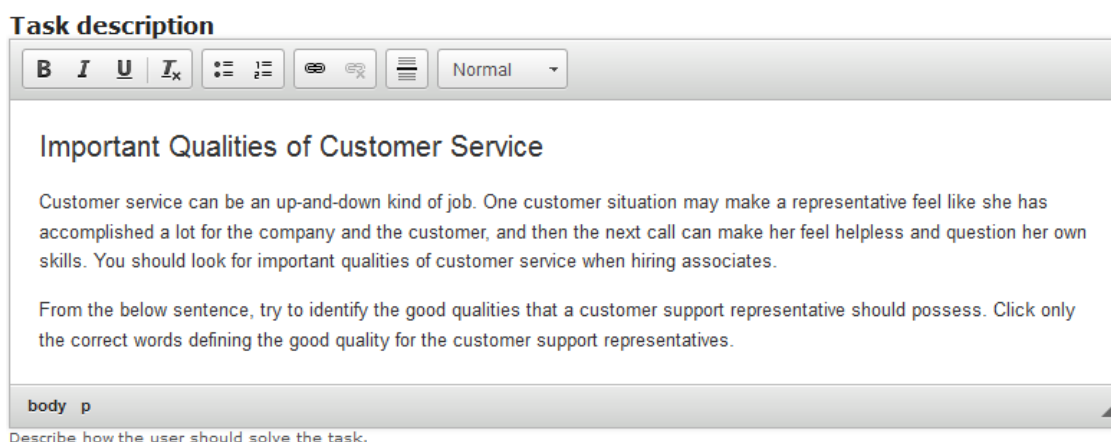 Task description
B I U Tx Normal
Important Qualities of Customer Service
Customer service can be an up-and-down kind of job. One customer situation may make a representative feel like she has
accomplished a lot for the company and the customer, and then the next call can make her feel helpless and question her own
skills. You should look for important qualities of customer service when hiring associates.
From the below sentence, try to identify the good qualities that a customer support representative should possess. Click only
the correct words defining the good quality for the customer support representatives.
body p
Describe how the user should solve the task.